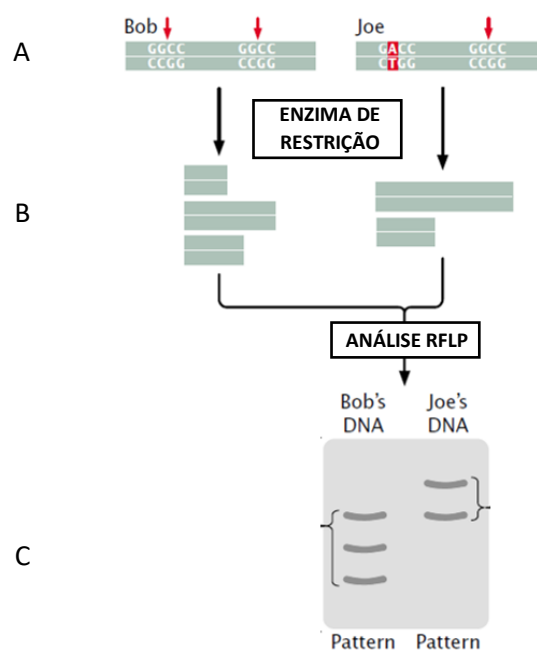 Bob
Joe
A
GGCC GGCC
CCGG CCGG
GACC GGCC
CTGG CCGG
ENZIMA DE
RESTRIÇÃO
B
ANÁLISE RFLP
Bob's
DNA
Joe's
DNA
C
Pattern
Pattern